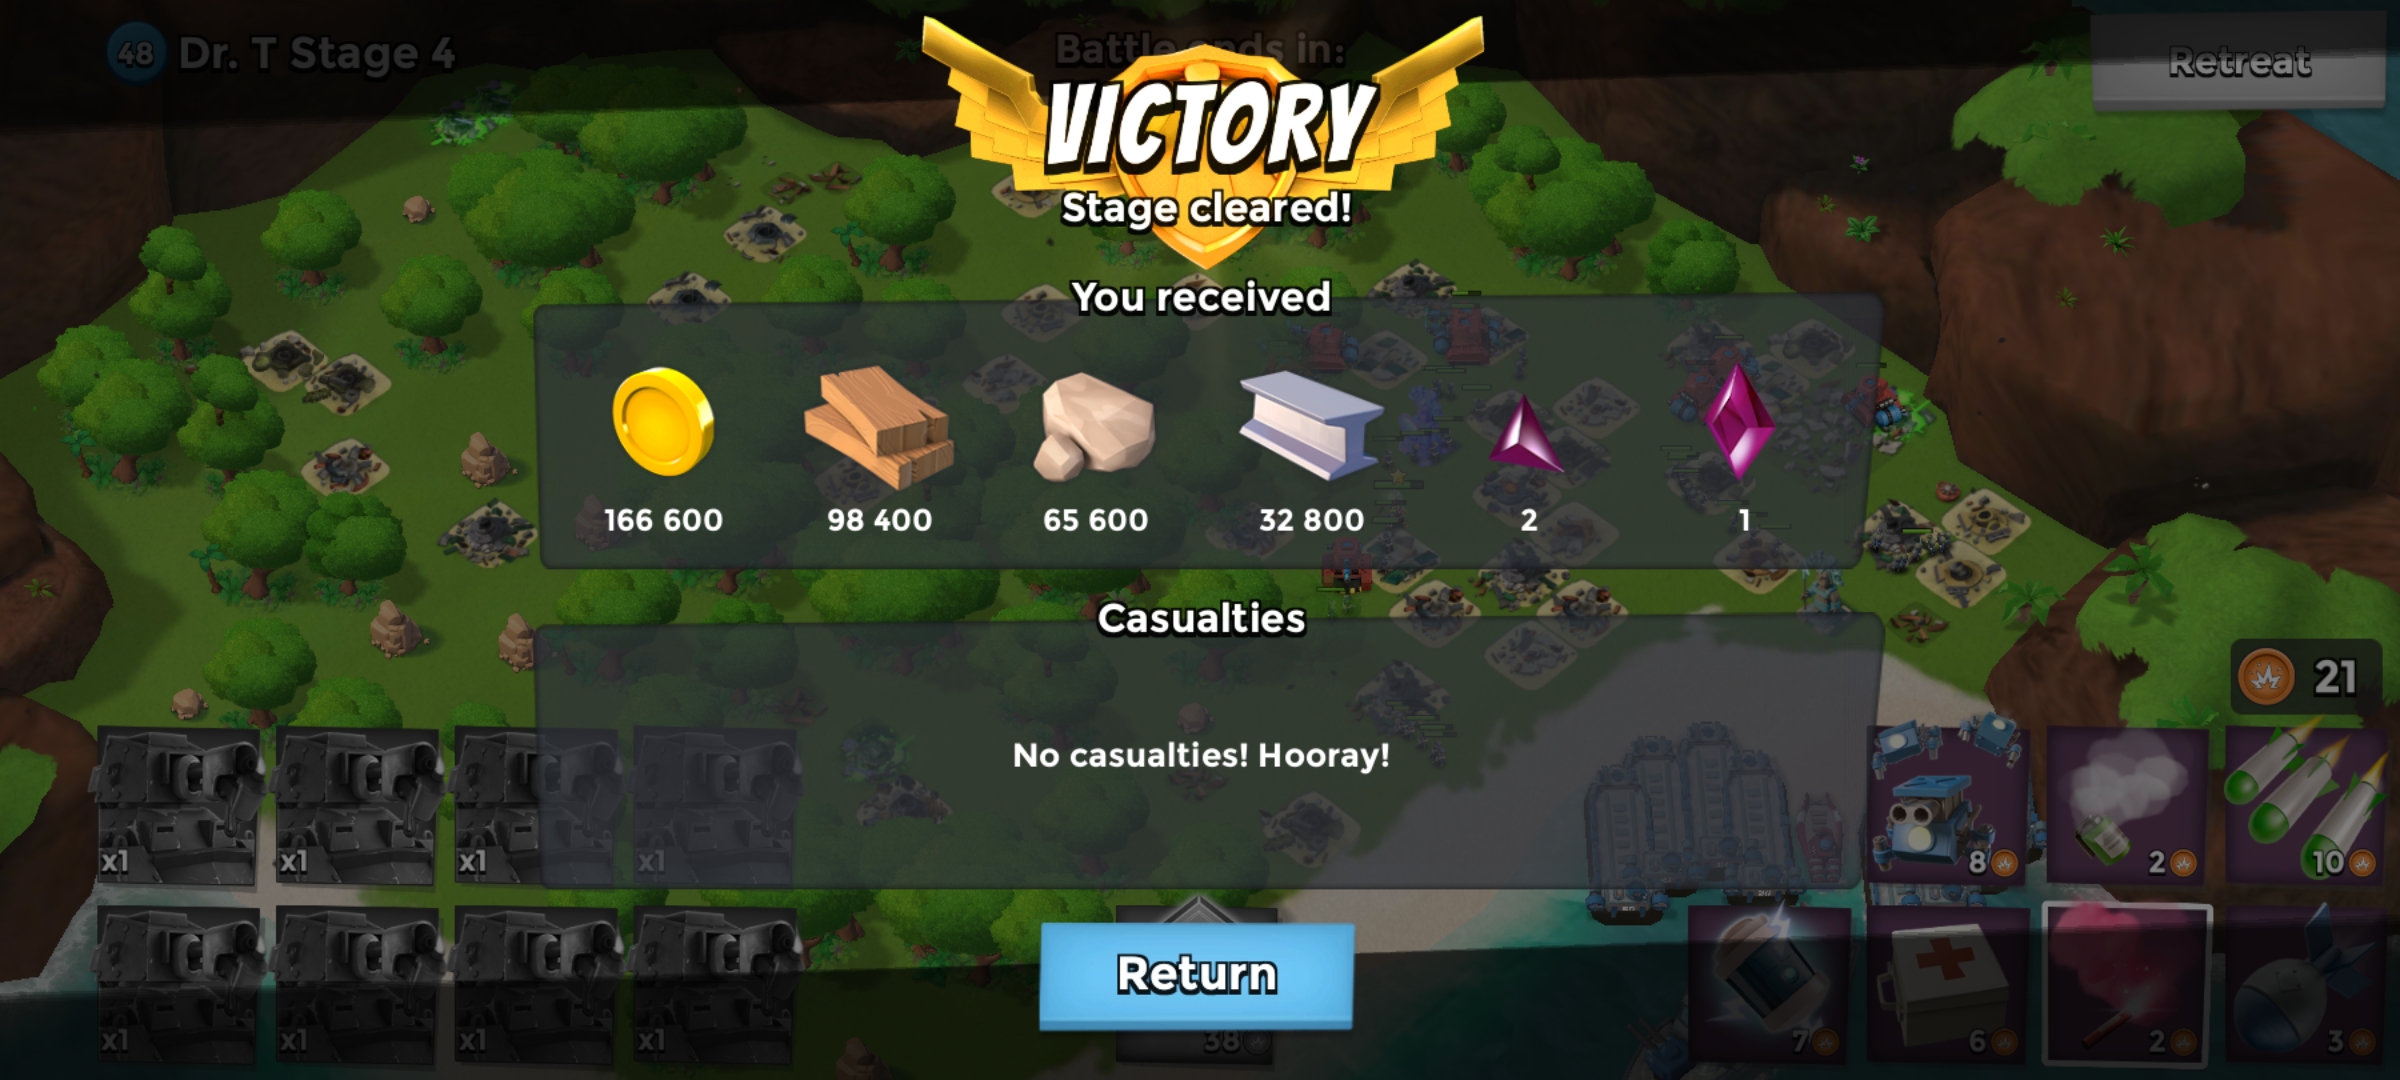 48 Dr. T Stage 4
Battle ends in:
Retreat
VICTORY
Stage cleared!
You received
166 600
98 400
65 600
32 800
2
1
Casualties
No casualties! Hooray!
21
x1
x1
x1
x1
8
2
10
Return
x1
x1
x1
x1
38
7
6
2
3